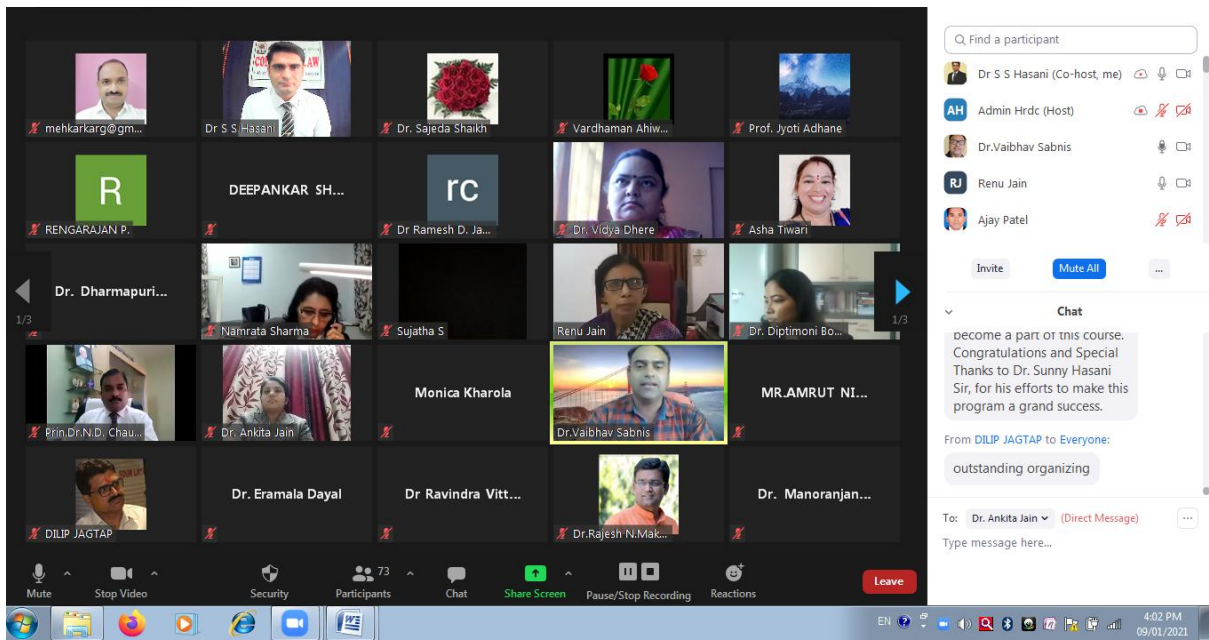 mehkarkarg@gm...
Dr S S Hasani
Dr. Sajeda Shaikh
Vardhaman Ahiw...
Prof. Jyoti Adhane
R
RENGARAJAN P.
DEEPANKAR SH...
rc
Dr Ramesh D. Ja...
Dr. Vidya Dhere
Asha Tiwari
Dr. Dharmapuri...
1/3
Namrata Sharma
Sujatha S
Renu Jain
Dr. Diptimoni Bo...
1/3
Prin.Dr.N.D. Chau...
Dr. Ankita Jain
Monica Kharola
Dr.Vaibhav Sabnis
MR.AMRUT NI...
DILIP JAGTAP
Dr. Eramala Dayal
Dr Ravindra Vitt...
Dr.Rajesh N.Mak...
Dr. Manoranjan...
Mute
Stop Video
Security
73
Participants
Chat
Share Screen
Pause/Stop Recording
Reactions
Leave
Find a participant
Dr S S Hasani (Co-host, me)
AH
Admin Hrdc (Host)
Dr.Vaibhav Sabnis
RJ
Renu Jain
Ajay Patel
Invite
Mute All
...
Chat
become a part of this course.
Congratulations and Special
Thanks to Dr. Sunny Hasani
Sir, for his efforts to make this
program a grand success.
From DILIP JAGTAP to Everyone:
outstanding organizing
To: Dr. Ankita Jain (Direct Message)
Type message here...
EN
4:02 PM
09/01/2021